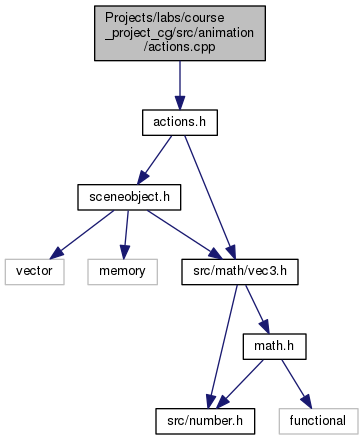 Projects/labs/course
_project_cg/src/animation
/actions.cpp
actions.h
sceneobject.h
vector
memory
src/math/vec3.h
math.h
src/number.h
functional